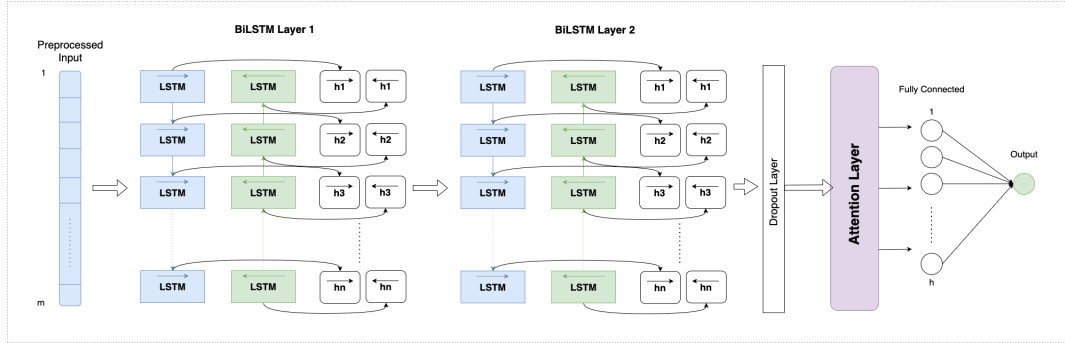 BiLSTM Layer 1
BiLSTM Layer 2
Preprocessed
Input
1
m
LSTM
LSTM
h1
h1
LSTM
LSTM
h2
h2
LSTM
LSTM
h3
h3
LSTM
LSTM
hn
hn
LSTM
LSTM
h1
h1
LSTM
LSTM
h2
h2
LSTM
LSTM
h3
h3
LSTM
LSTM
hn
hn
Dropout Layer
Attention Layer
Fully Connected
1
h
Output